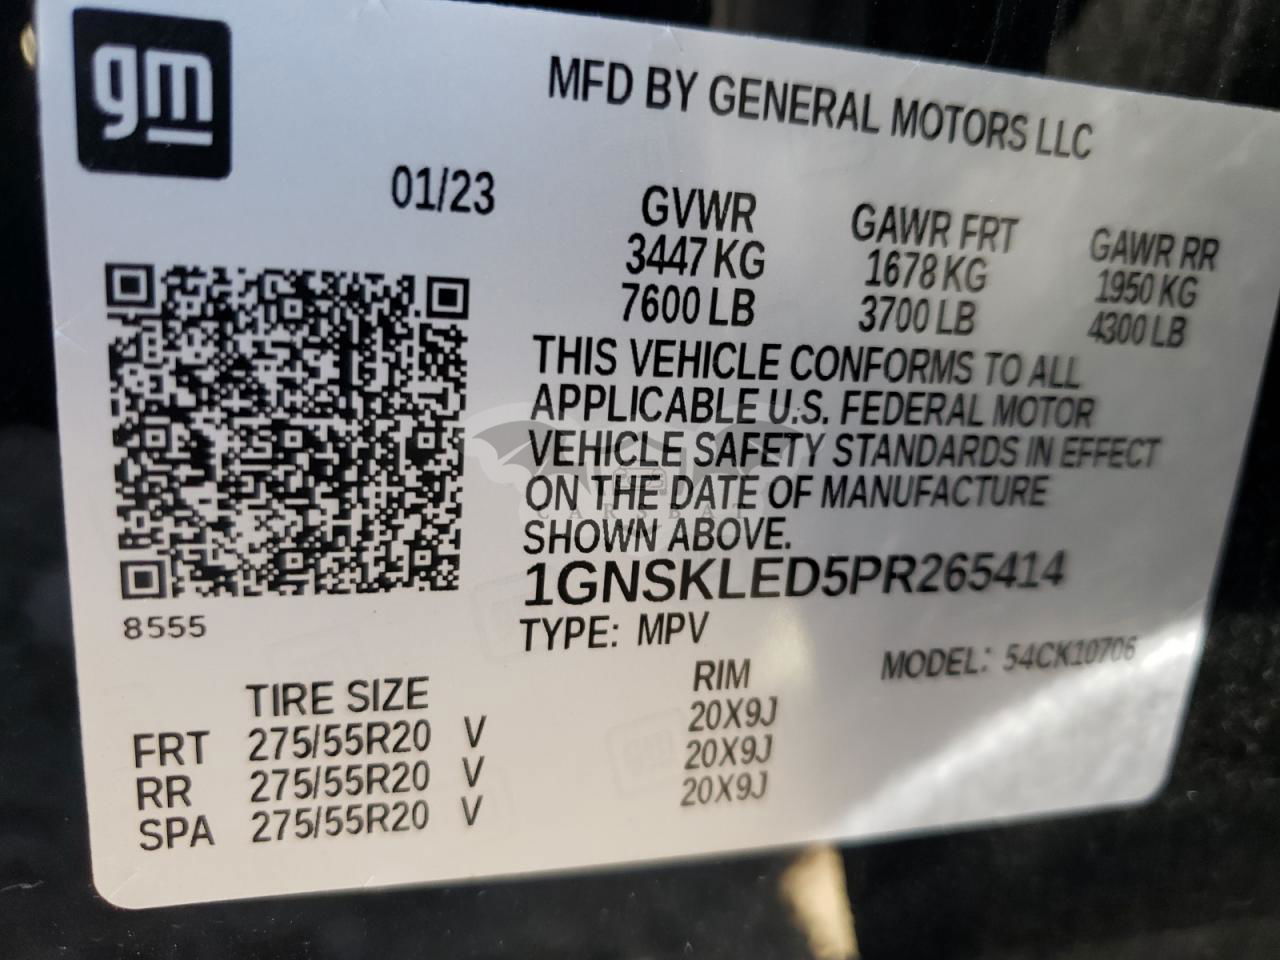 gm
MFD BY GENERAL MOTORS LLC
01/23
GVWR GAWR FRT GAWR RR
3447 KG 1678 KG 1950 KG
7600 LB 3700 LB 4300 LB
THIS VEHICLE CONFORMS TO ALL
APPLICABLE U.S. FEDERAL MOTOR
VEHICLE SAFETY STANDARDS IN EFFECT
ON THE DATE OF MANUFACTURE
CARSBAT
SHOWN ABOVE.
1GNSKLED5PR265414
8555
TYPE: MPV MODEL: 54CK10706
TIRE SIZE RIM
FRT 275/55R20 V 20X9J
RR 275/55R20 V 20X9J
SPA 275/55R20 V 20X9J